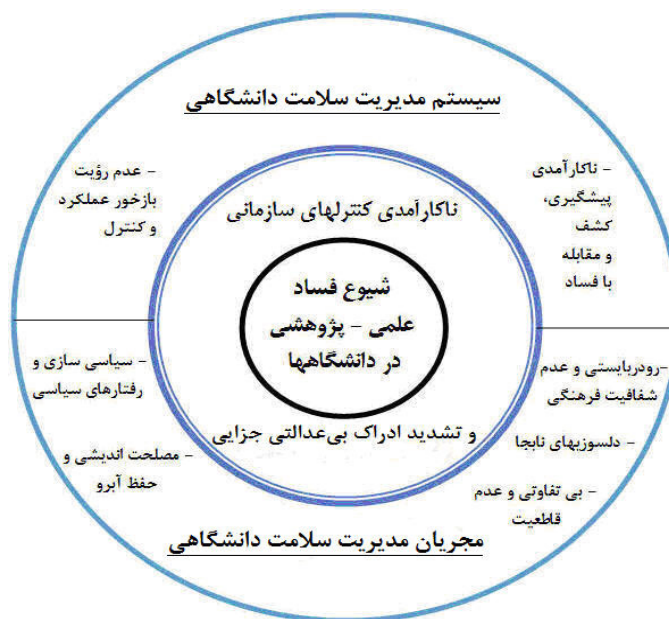 سیستم مدیریت سلامت دانشگاهی
- ناکارآمدی
پیشگیری،
کشف
و مقابله
با فساد
- عدم رؤیت
بازخور عملکرد
و کنترل
ناکارآمدی کنترلهای سازمانی
شیوع فساد
علمی - پژوهشی
در دانشگاهها
و تشدید ادراک بی‌عدالتی جزایی
-رودربایستی و عدم
شفافیت فرهنگی
- دلسوزیهای نابجا
- بی تفاوتی و عدم
قاطعیت
- سیاسی سازی و
رفتارهای سیاسی
- مصلحت اندیشی و
حفظ آبرو
مجریان مدیریت سلامت دانشگاهی